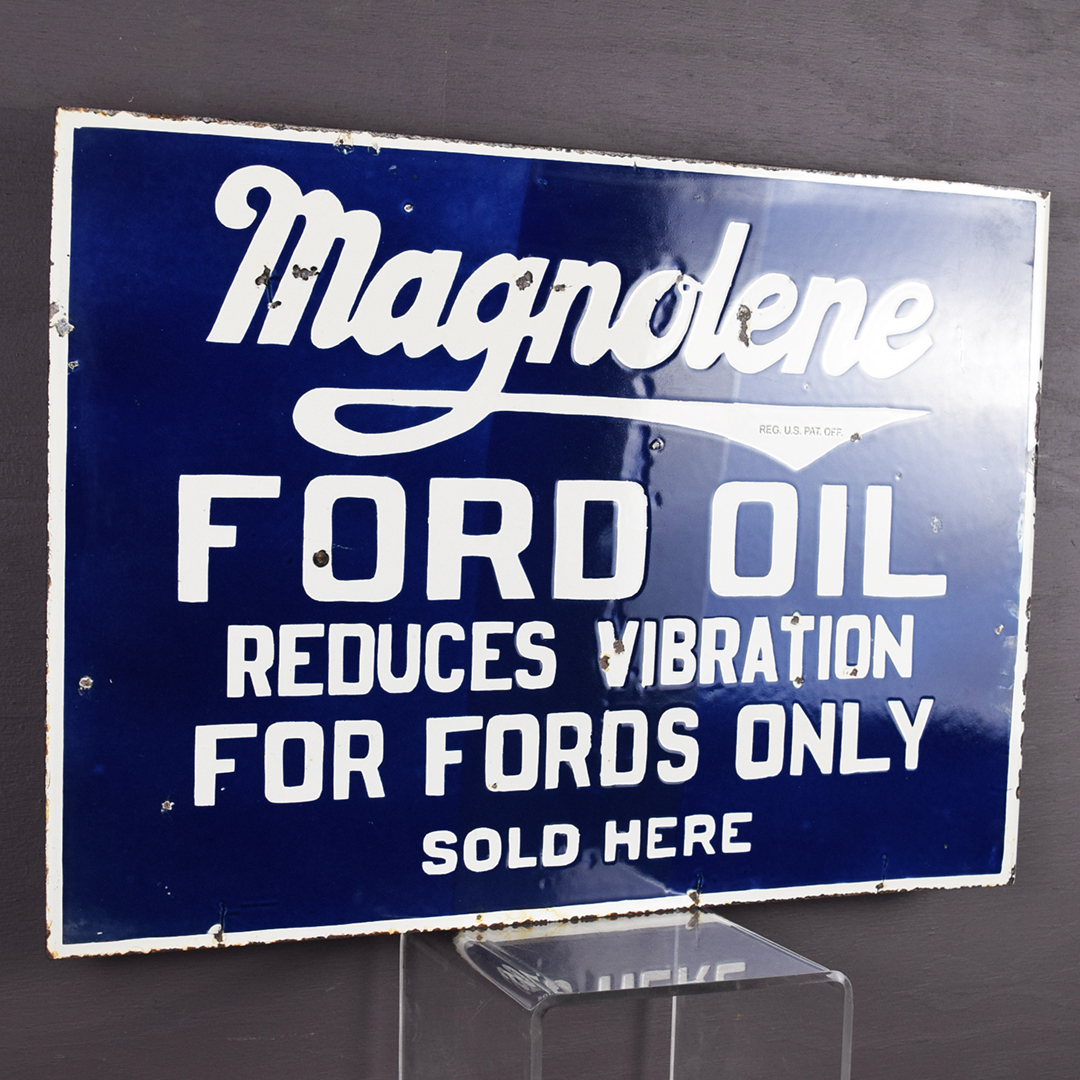 Magnolene
REG. U.S. PAT. OFF.
FORD OIL
REDUCES VIBRATION
FOR FORDS ONLY
SOLD HERE